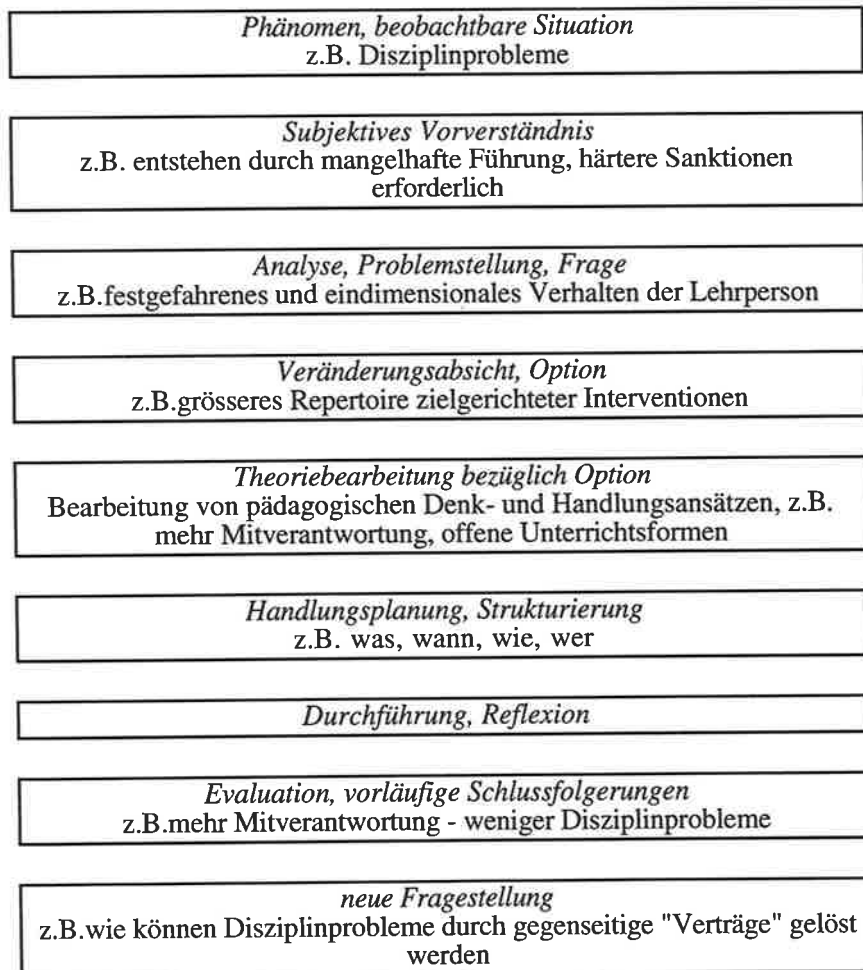 Phänomen, beobachtbare Situation
z.B. Disziplinprobleme
Subjektives Vorverständnis
z.B. entstehen durch mangelhafte Führung, härtere Sanktionen
erforderlich
Analyse, Problemstellung, Frage
z.B.festgefahrenes und eindimensionales Verhalten der Lehrperson
Veränderungsabsicht, Option
z.B.grösseres Repertoire zielgerichteter Interventionen
Theoriebearbeitung bezüglich Option
Bearbeitung von pädagogischen Denk- und Handlungsansätzen, z.B.
mehr Mitverantwortung, offene Unterrichtsformen
Handlungsplanung, Strukturierung
z.B. was, wann, wie, wer
Durchführung, Reflexion
Evaluation, vorläufige Schlussfolgerungen
z.B.mehr Mitverantwortung - weniger Disziplinprobleme
neue Fragestellung
z.B.wie können Disziplinprobleme durch gegenseitige "Verträge" gelöst
werden